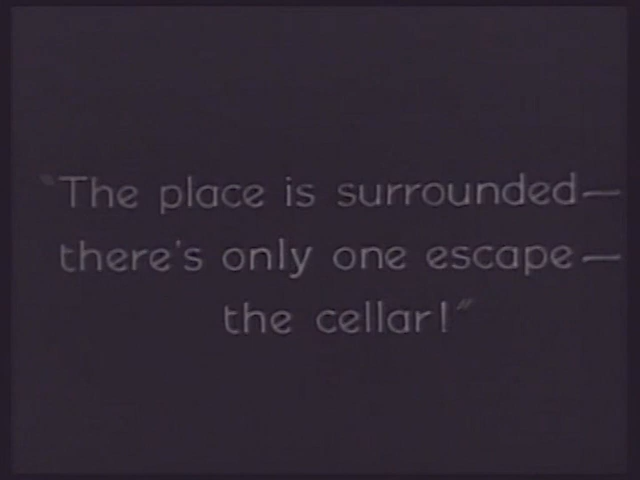 "The place is surrounded—
there's only one escape—
the cellar!"